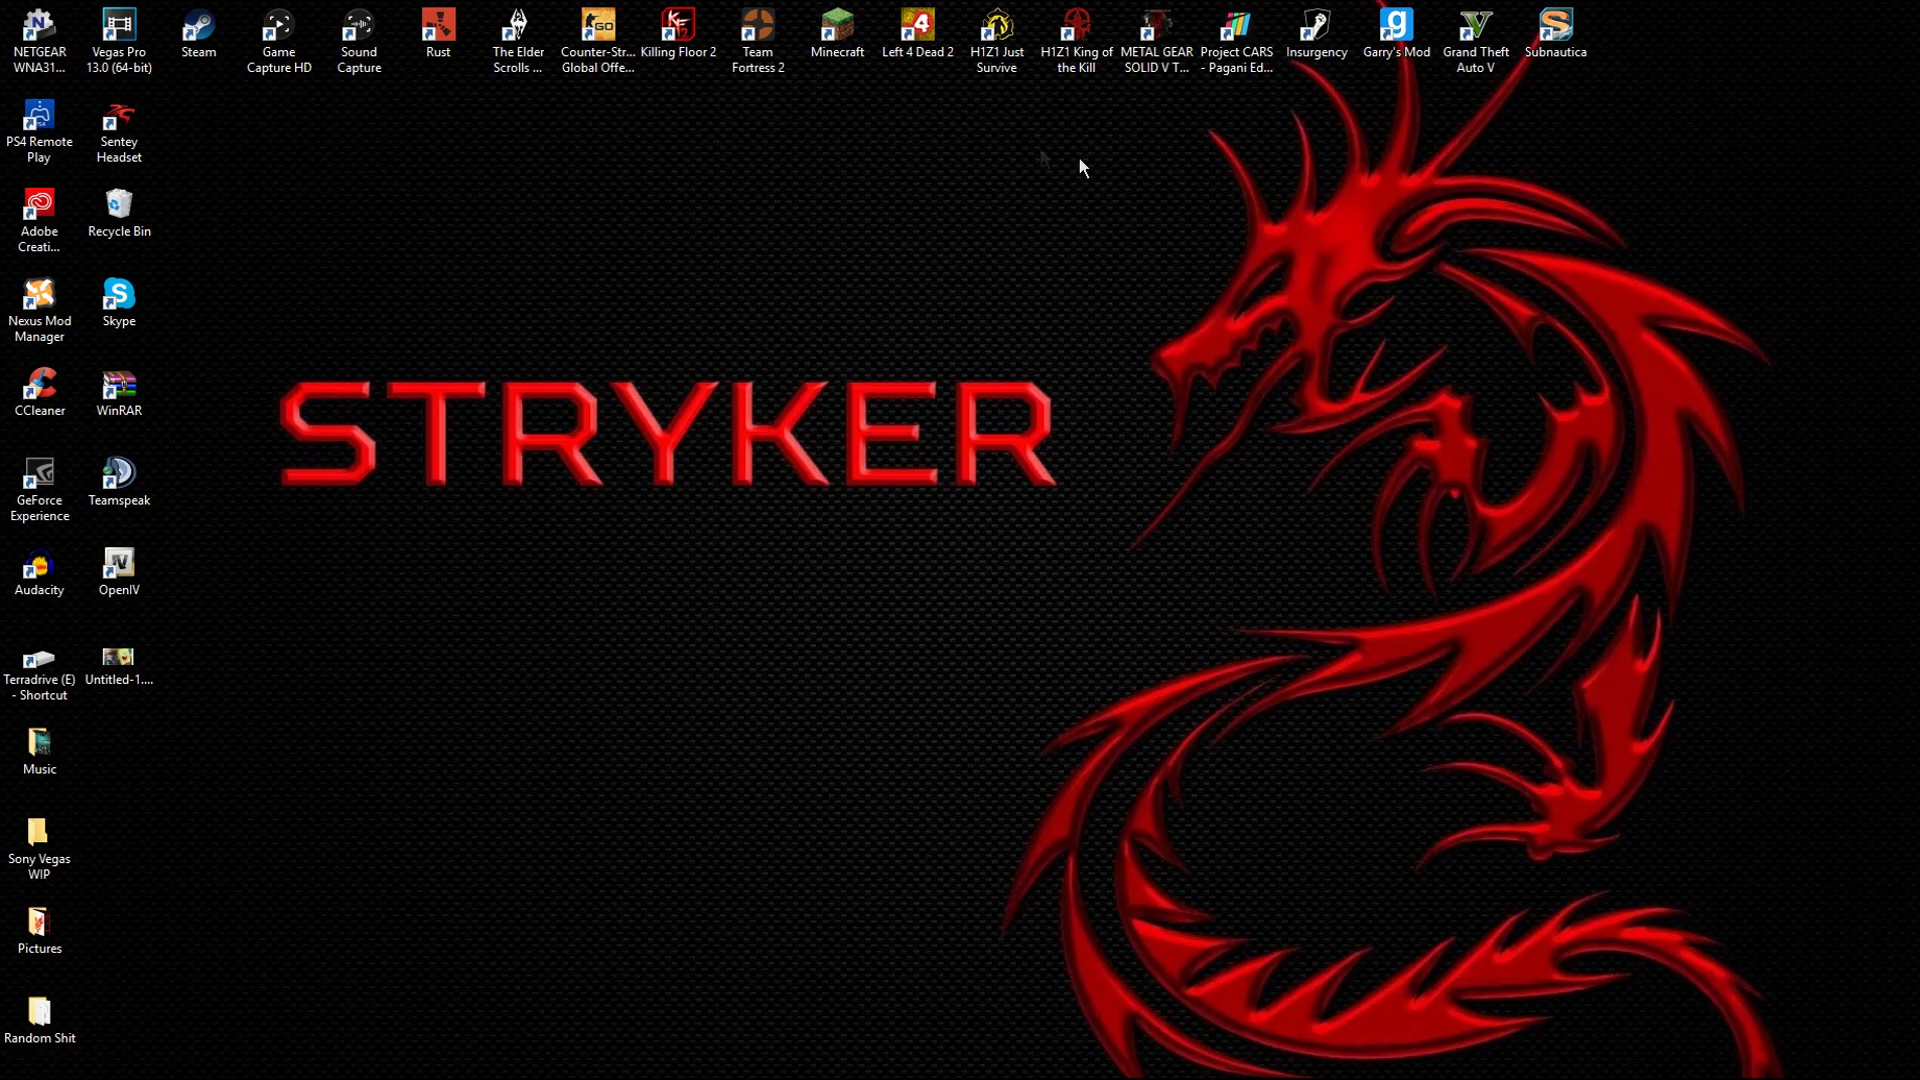 NETGEAR
WNA31...
Vegas Pro
13.0 (64-bit)
Steam
Game
Capture HD
Sound
Capture
Rust
The Elder
Scrolls ...
Counter-Str...
Global Offe...
Killing Floor 2
Team
Fortress 2
Minecraft
Left 4 Dead 2
H1Z1 Just
Survive
H1Z1 King of
the Kill
METAL GEAR
SOLID V T...
Project CARS
- Pagani Ed...
Insurgency
Garry's Mod
Grand Theft
Auto V
Subnautica
PS4 Remote
Play
Sentey
Headset
Adobe
Creati...
Recycle Bin
Nexus Mod
Manager
Skype
CCleaner
WinRAR
STRYKER
GeForce
Experience
Teamspeak
Audacity
OpenIV
Terradrive (E)
- Shortcut
Untitled-1....
Music
Sony Vegas
WIP
Pictures
Random Shit